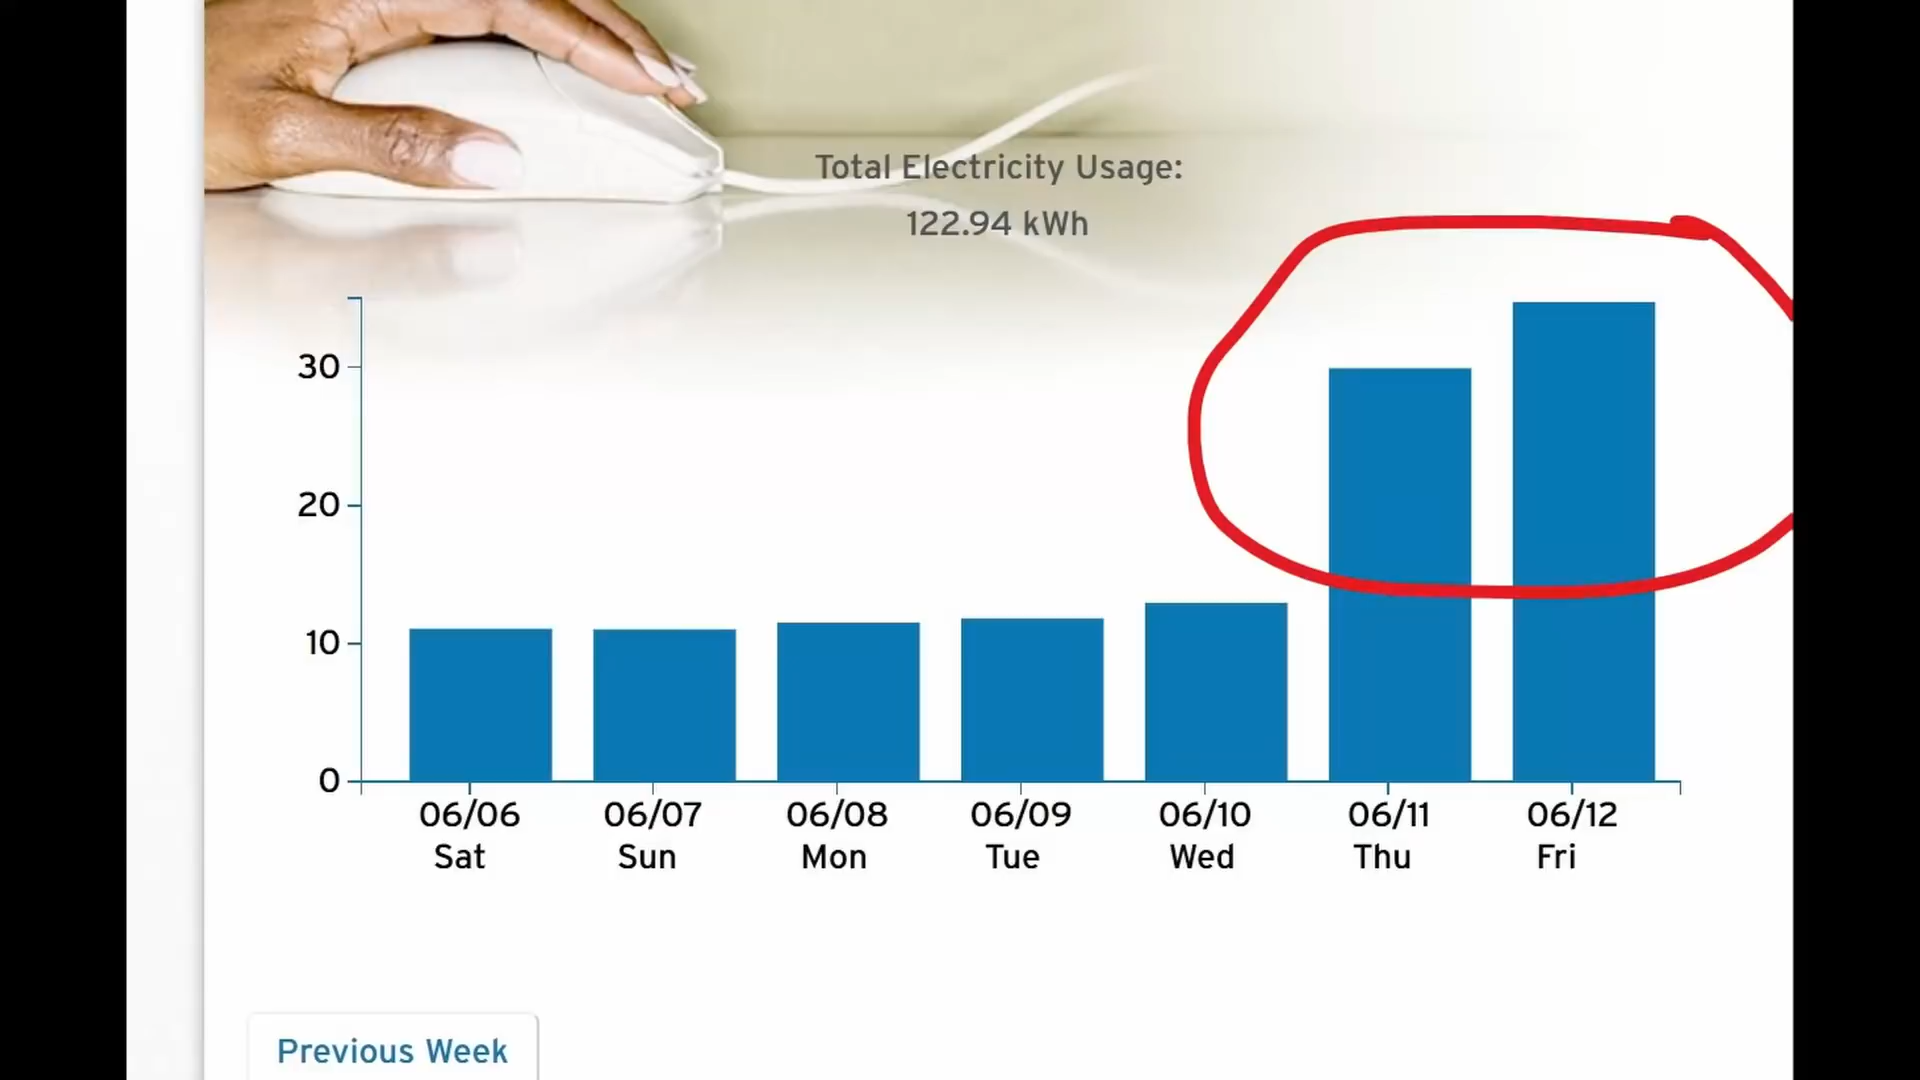 Total Electricity Usage:
122.94 kWh
30
20
10
0
06/06 06/07 06/08 06/09 06/10 06/11 06/12
Sat Sun Mon Tue Wed Thu Fri
Previous Week